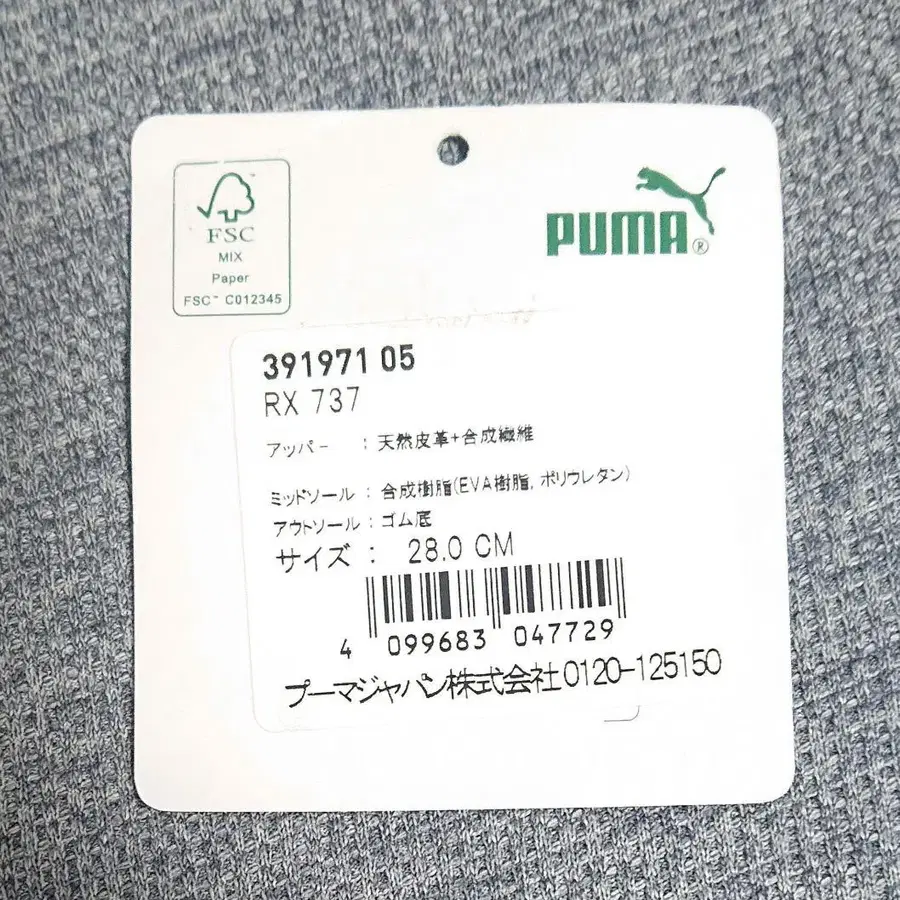 FSC
MIX
Paper
FSC™ C012345
PUMA®
391971 05
RX 737
アッパー : 天然皮革+合成繊維
ミッドソール : 合成樹脂(EVA樹脂, ポリウレタン)
アウトソール : ゴム底
サイズ : 28.0 CM
4 099683 047729
プーマジャパン株式会社0120-125150